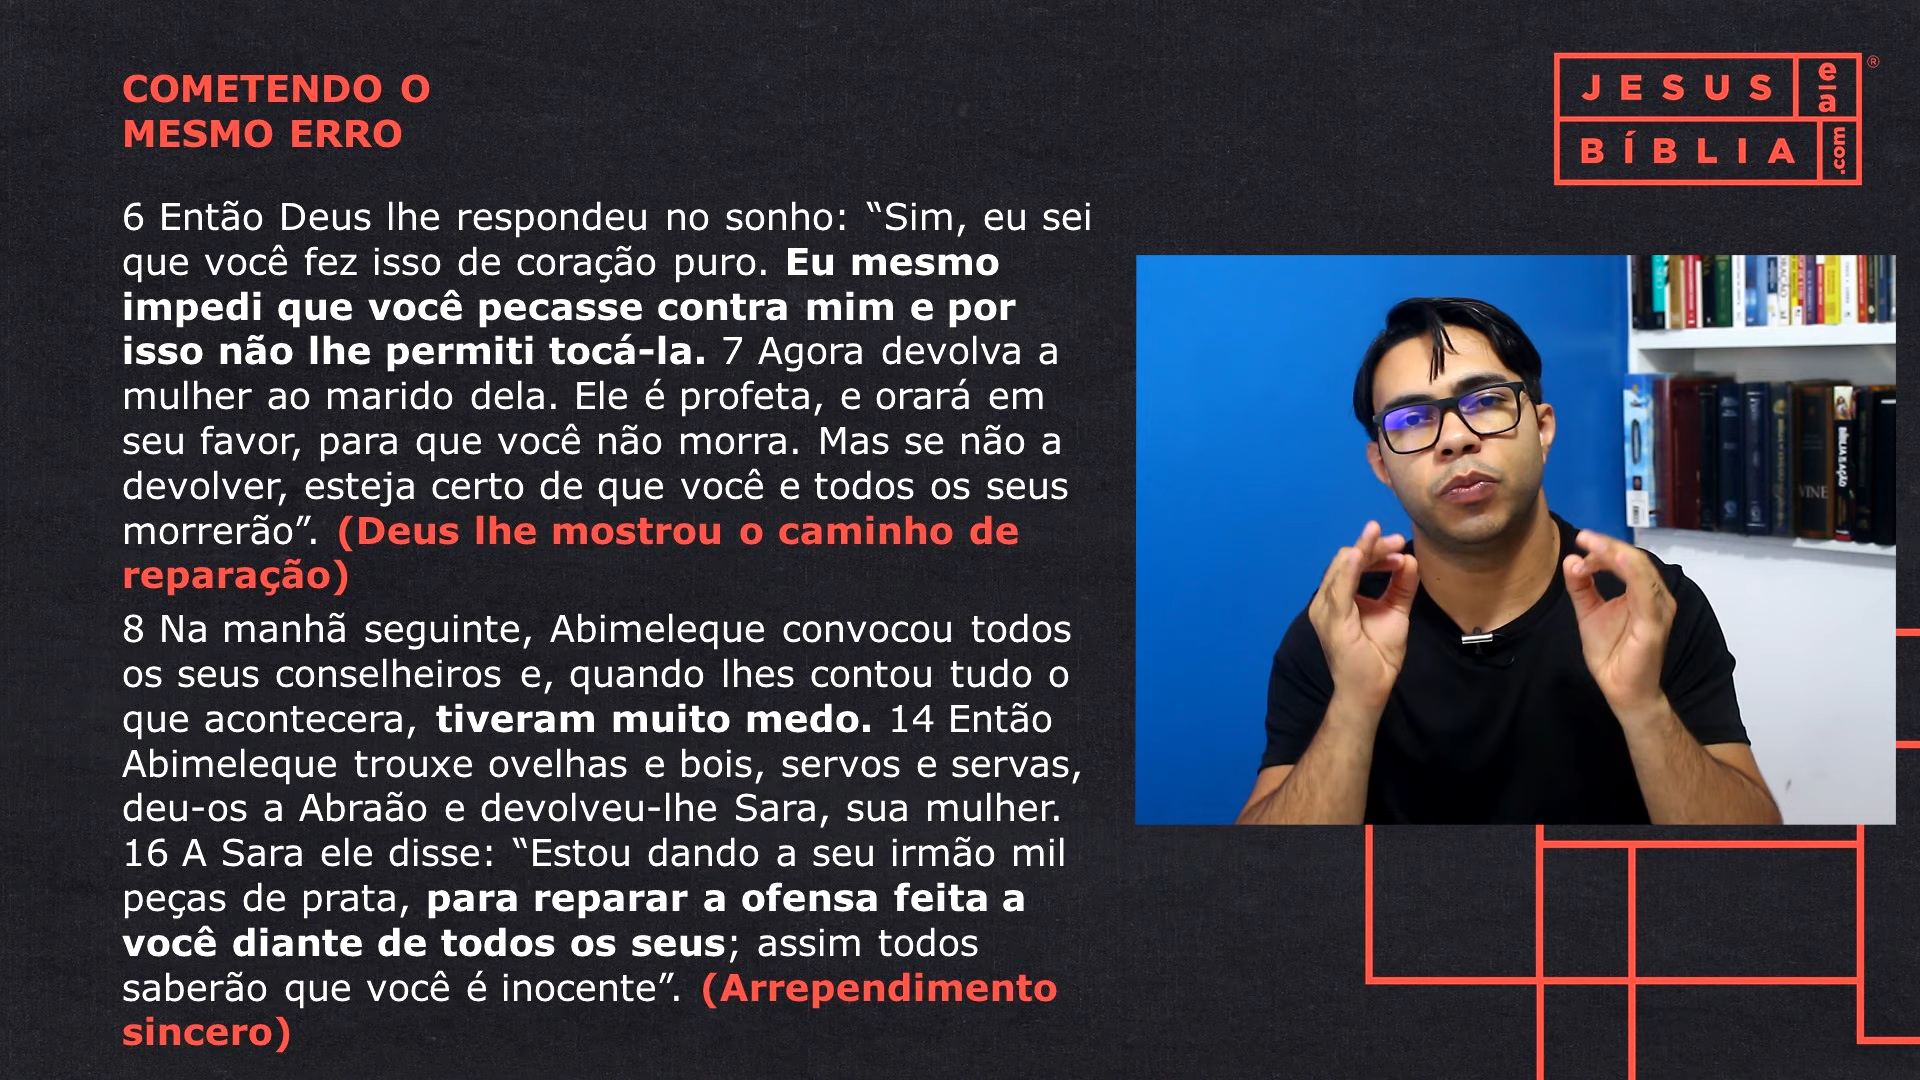 COMETENDO O
MESMO ERRO
JESUS
e a
BÍBLIA
.com
®
6 Então Deus lhe respondeu no sonho: “Sim, eu sei
que você fez isso de coração puro. Eu mesmo
impedi que você pecasse contra mim e por
isso não lhe permiti tocá-la. 7 Agora devolva a
mulher ao marido dela. Ele é profeta, e orará em
seu favor, para que você não morra. Mas se não a
devolver, esteja certo de que você e todos os seus
morrerão”. (Deus lhe mostrou o caminho de
reparação)
8 Na manhã seguinte, Abimeleque convocou todos
os seus conselheiros e, quando lhes contou tudo o
que acontecera, tiveram muito medo. 14 Então
Abimeleque trouxe ovelhas e bois, servos e servas,
deu-os a Abraão e devolveu-lhe Sara, sua mulher.
16 A Sara ele disse: “Estou dando a seu irmão mil
peças de prata, para reparar a ofensa feita a
você diante de todos os seus; assim todos
saberão que você é inocente”. (Arrependimento
sincero)